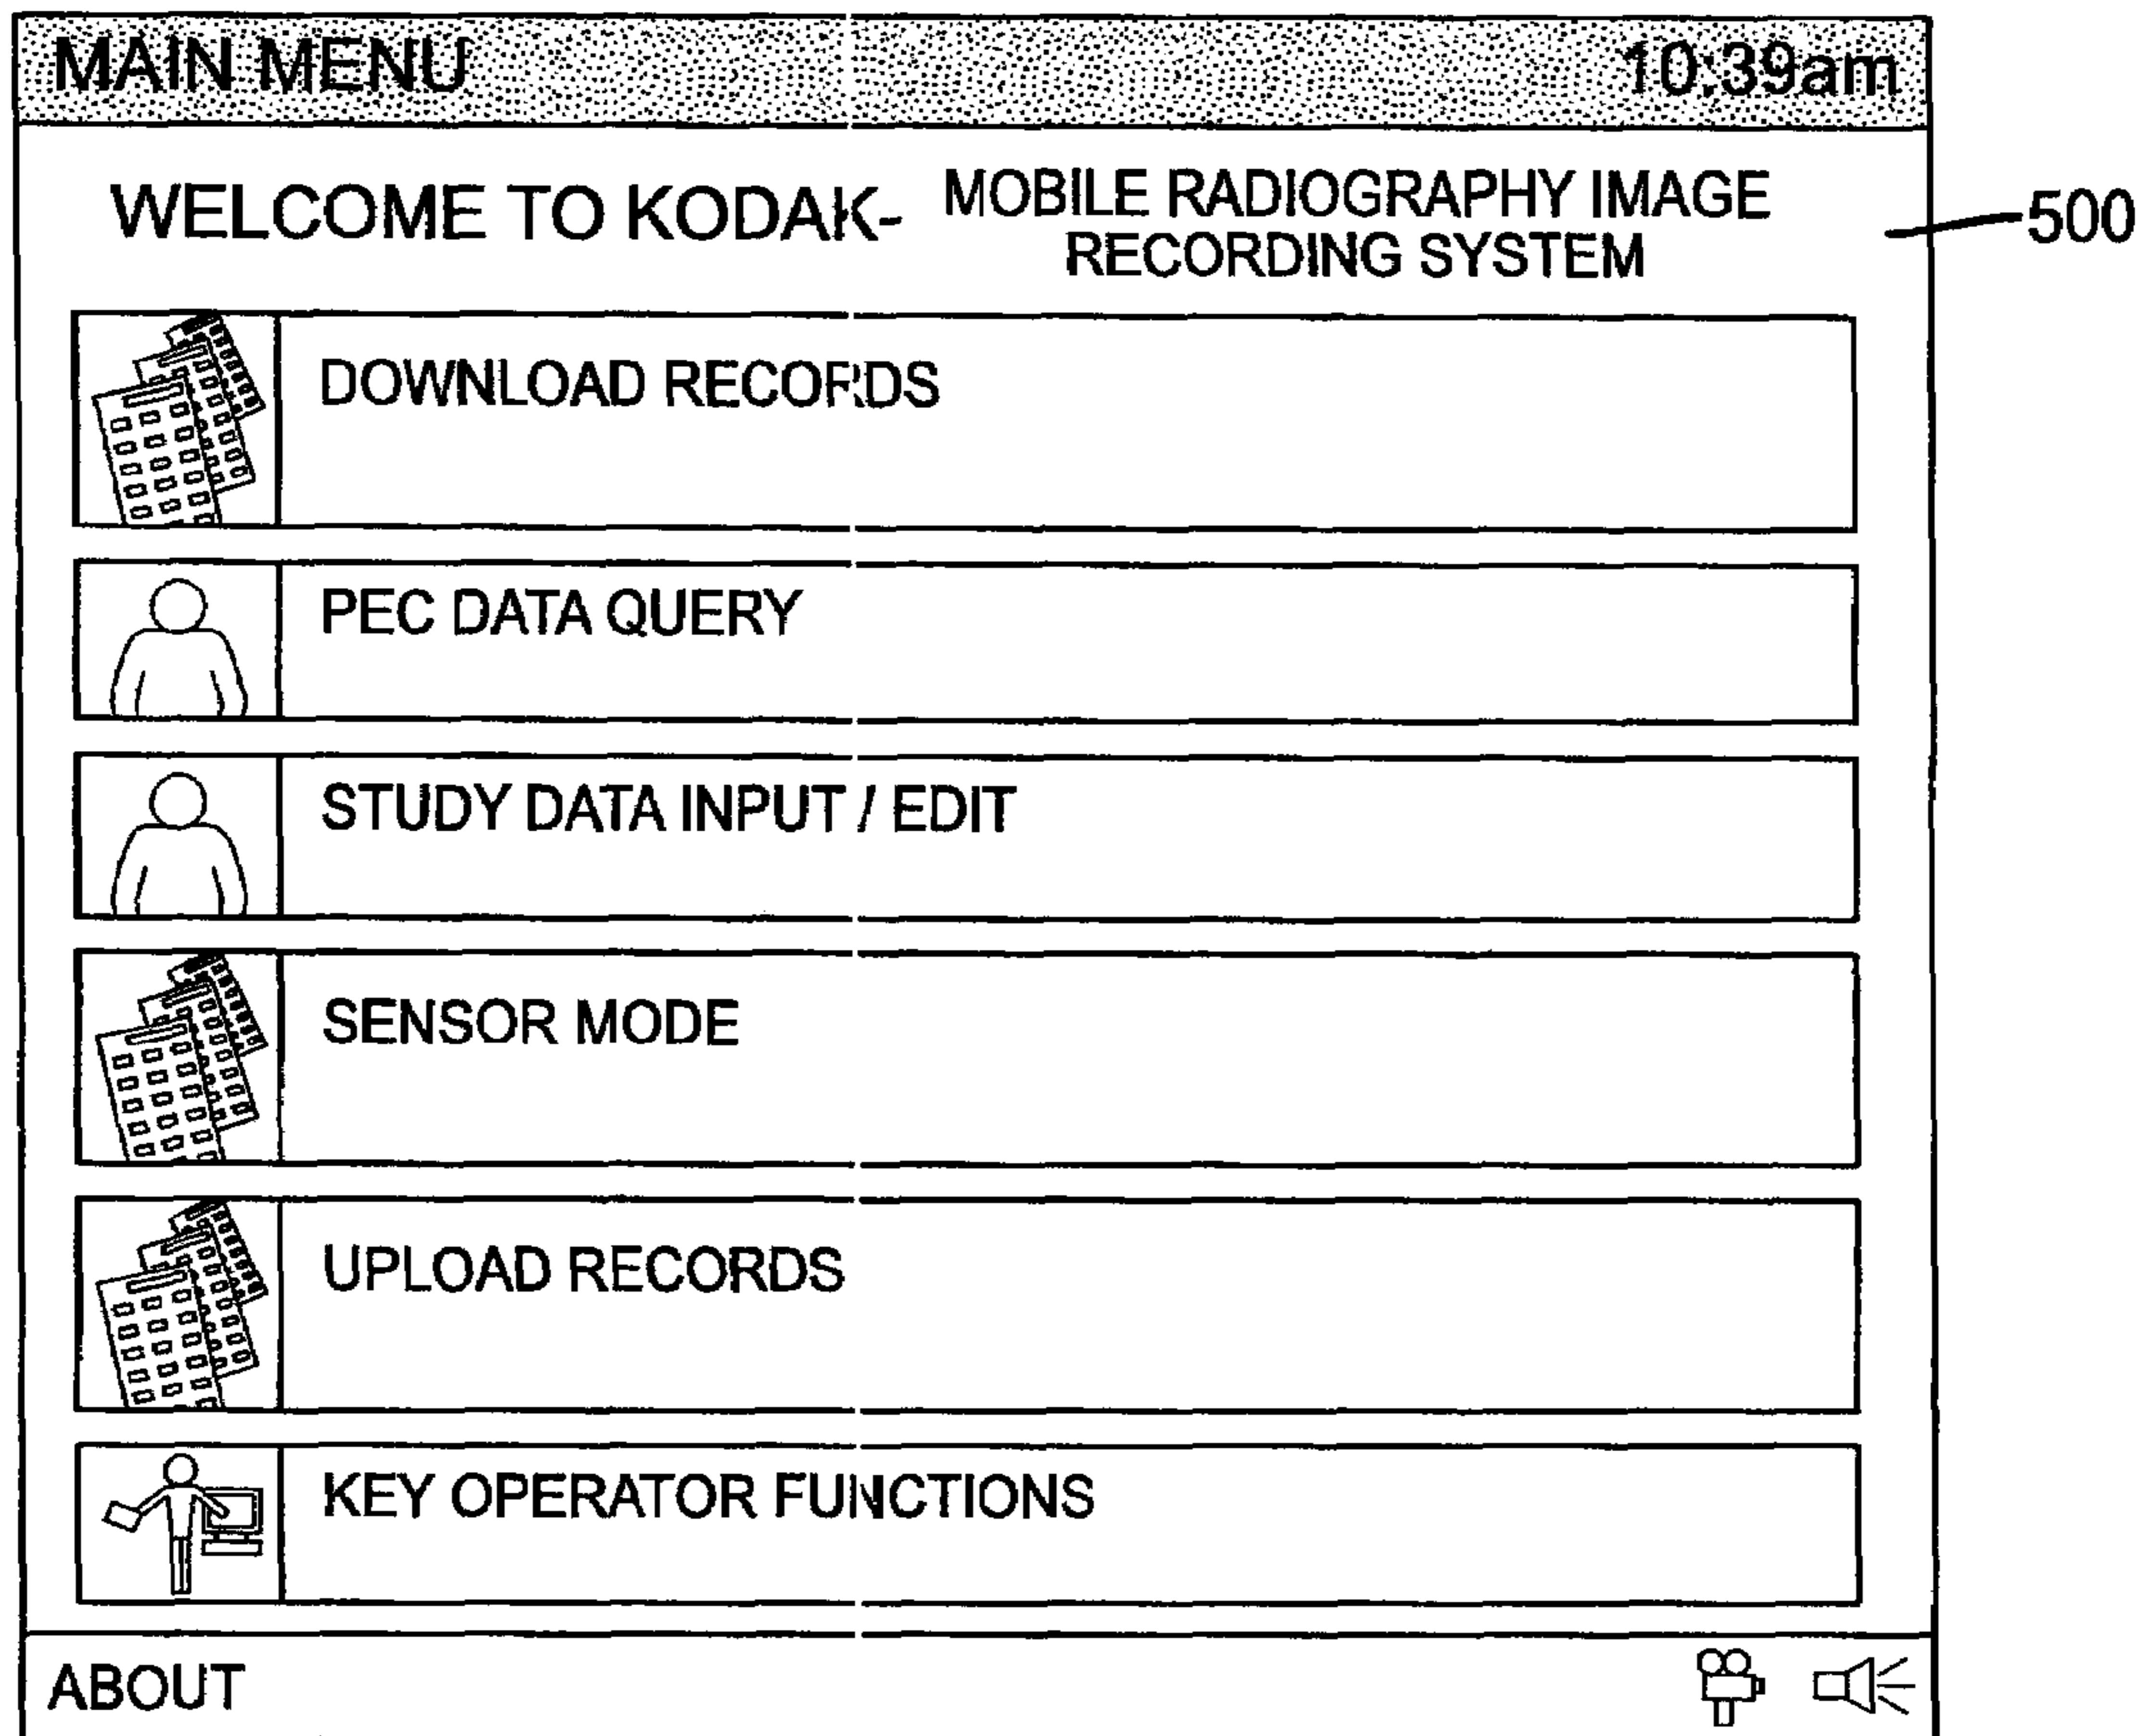 MAIN MENU 10:39am
WELCOME TO KODAK- MOBILE RADIOGRAPHY IMAGE
RECORDING SYSTEM
500
DOWNLOAD RECORDS
PEC DATA QUERY
STUDY DATA INPUT / EDIT
SENSOR MODE
UPLOAD RECORDS
KEY OPERATOR FUNCTIONS
ABOUT